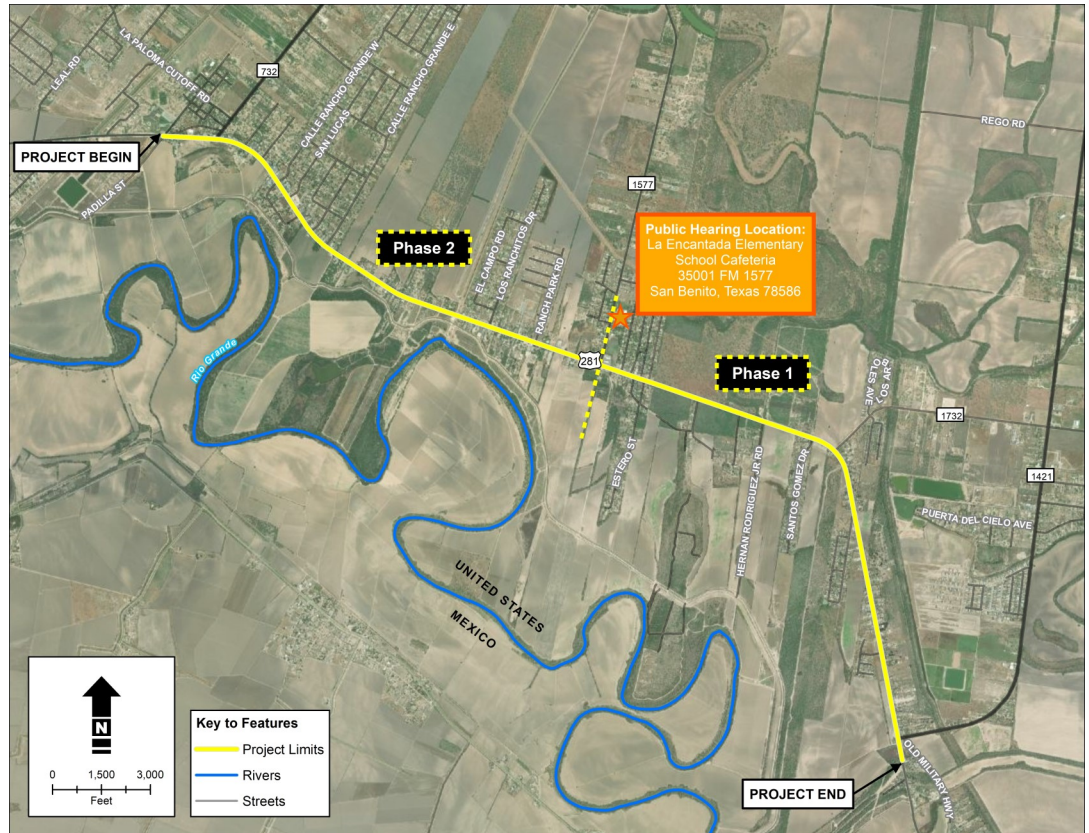 LEAL RD
LA PALOMA CUTOFF RD
732
CALLE RANCHO GRANDE W
SAN LUCAS
CALLE RANCHO GRANDE E
REGO RD
PROJECT BEGIN
PADILLA ST
1577
Public Hearing Location:
La Encantada Elementary
School Cafeteria
35001 FM 1577
San Benito, Texas 78586
Phase 2
EL CAMPO RD
LOS RANCHITOS DR
RANCH PARK RD
Rio Grande
281
Phase 1
LOS ARB
OLES AVE
1732
ESTERO ST
HERNAN RODRIGUEZ JR RD
SANTOS GOMEZ DR
1421
PUERTA DEL CIELO AVE
UNITED STATES
MEXICO
N
0 1,500 3,000
Feet
Key to Features
Project Limits
Rivers
Streets
OLD MILITARY HWY
PROJECT END